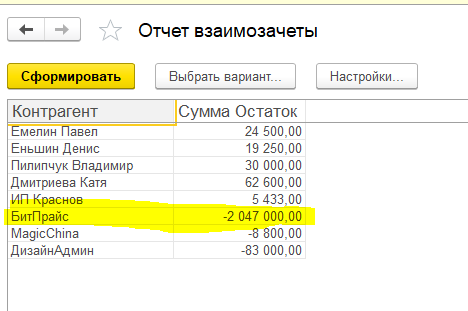 Отчет взаимозачеты
Сформировать Выбрать вариант... Настройки...
Контрагент Сумма Остаток
Емелин Павел 24 500,00
Еньшин Денис 19 250,00
Пилипчук Владимир 30 000,00
Дмитриева Катя 62 600,00
ИП Краснов 5 433,00
БитПрайс -2 047 000,00
MagicChina -8 800,00
ДизайнАдмин -83 000,00